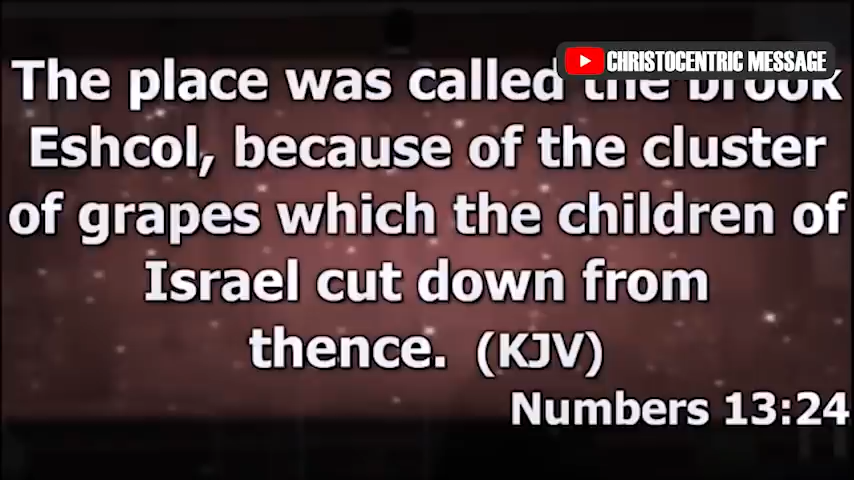 CHRISTOCENTRIC MESSAGE
The place was called the brook
Eshcol, because of the cluster
of grapes which the children of
Israel cut down from
thence. (KJV)
Numbers 13:24